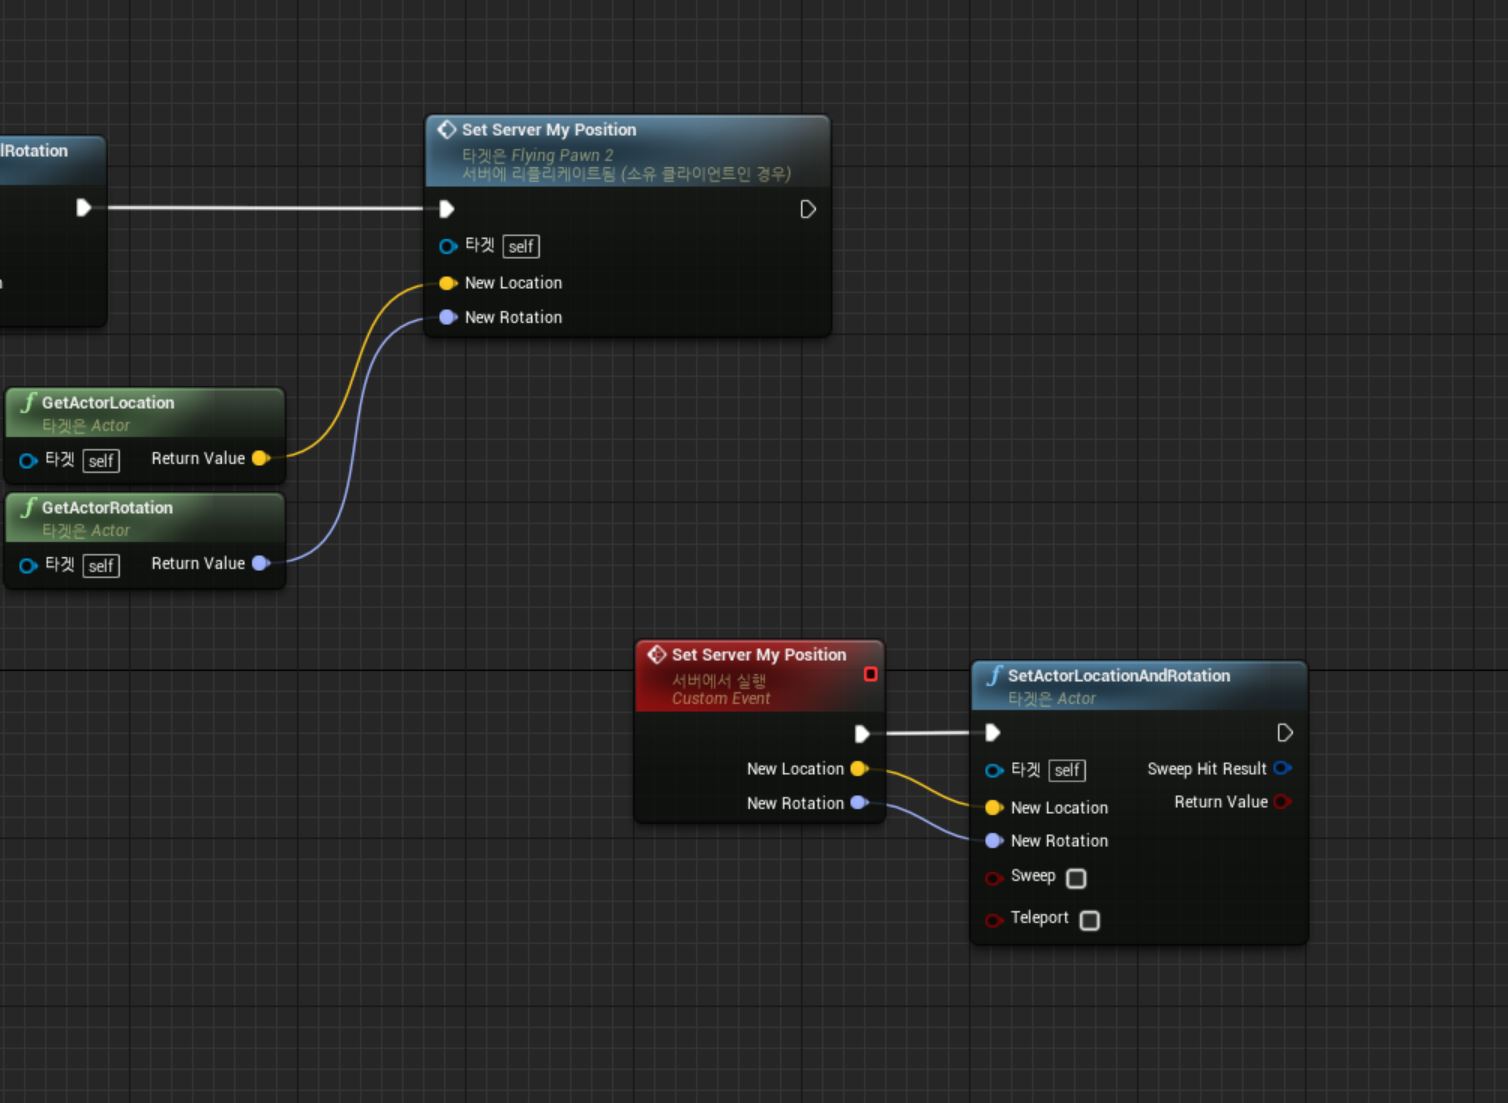 lRotation
Set Server My Position
타겟은 Flying Pawn 2
서버에 리플리케이트됨 (소유 클라이언트인 경우)
타겟 self
New Location
New Rotation
GetActorLocation
타겟은 Actor
타겟 self Return Value
GetActorRotation
타겟은 Actor
타겟 self Return Value
Set Server My Position
서버에서 실행
Custom Event
New Location
New Rotation
SetActorLocationAndRotation
타겟은 Actor
타겟 self Sweep Hit Result
New Location Return Value
New Rotation
Sweep
Teleport